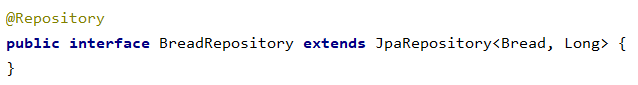 @Repository
public interface BreadRepository extends JpaRepository<Bread, Long> {
}